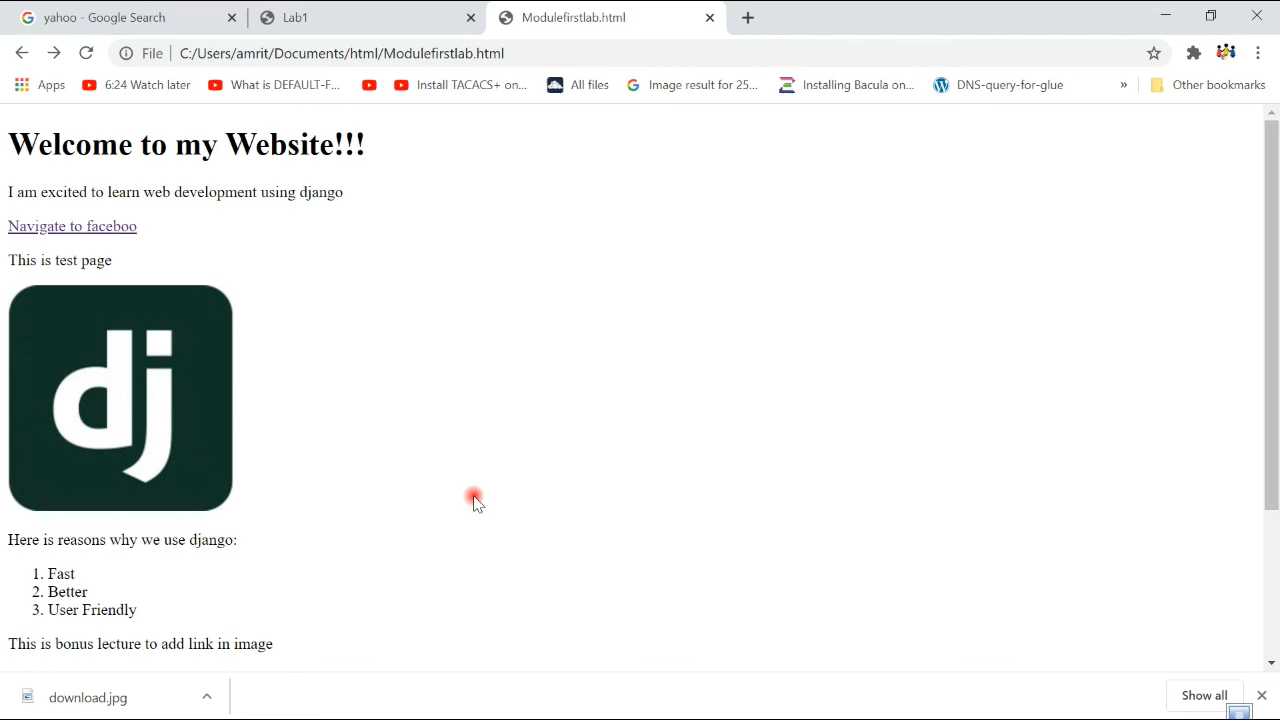 yahoo - Google Search
Lab1
Modulefirstlab.html
File
C:/Users/amrit/Documents/html/Modulefirstlab.html
Apps
6:24 Watch later
What is DEFAULT-F...
Install TACACS+ on...
All files
Image result for 25...
Installing Bacula on...
DNS-query-for-glue
»
Other bookmarks
Welcome to my Website!!!
I am excited to learn web development using django
Navigate to faceboo
This is test page
dj
Here is reasons why we use django:
1. Fast
2. Better
3. User Friendly
This is bonus lecture to add link in image
download.jpg
Show all